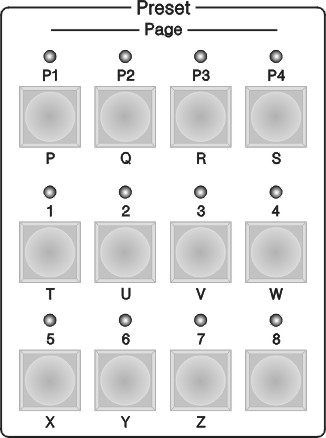 Preset
Page
P1 P2 P3 P4
P Q R S
1 2 3 4
T U V W
5 6 7 8
X Y Z